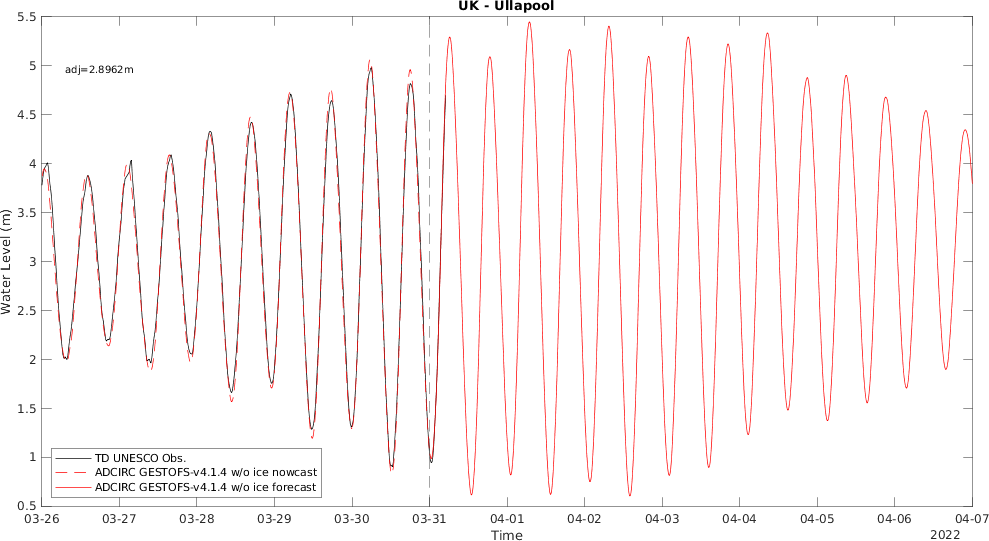 UK - Ullapool
5.5
5
4.5
4
3.5
3
2.5
2
1.5
1
0.5
Water Level (m)
adj=2.8962m
TD UNESCO Obs.
ADCIRC GESTOFS-v4.1.4 w/o ice nowcast
ADCIRC GESTOFS-v4.1.4 w/o ice forecast
03-26 03-27 03-28 03-29 03-30 03-31 04-01 04-02 04-03 04-04 04-05 04-06 04-07
Time
2022